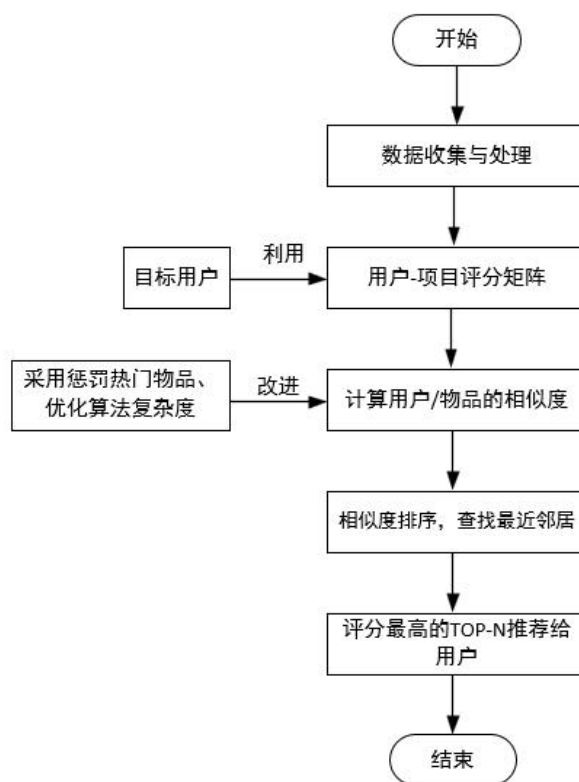 开始
数据收集与处理
利用
目标用户
用户-项目评分矩阵
采用惩罚热门物品、
优化算法复杂度
改进
计算用户/物品的相似度
相似度排序，查找最近邻居
评分最高的TOP-N推荐给
用户
结束